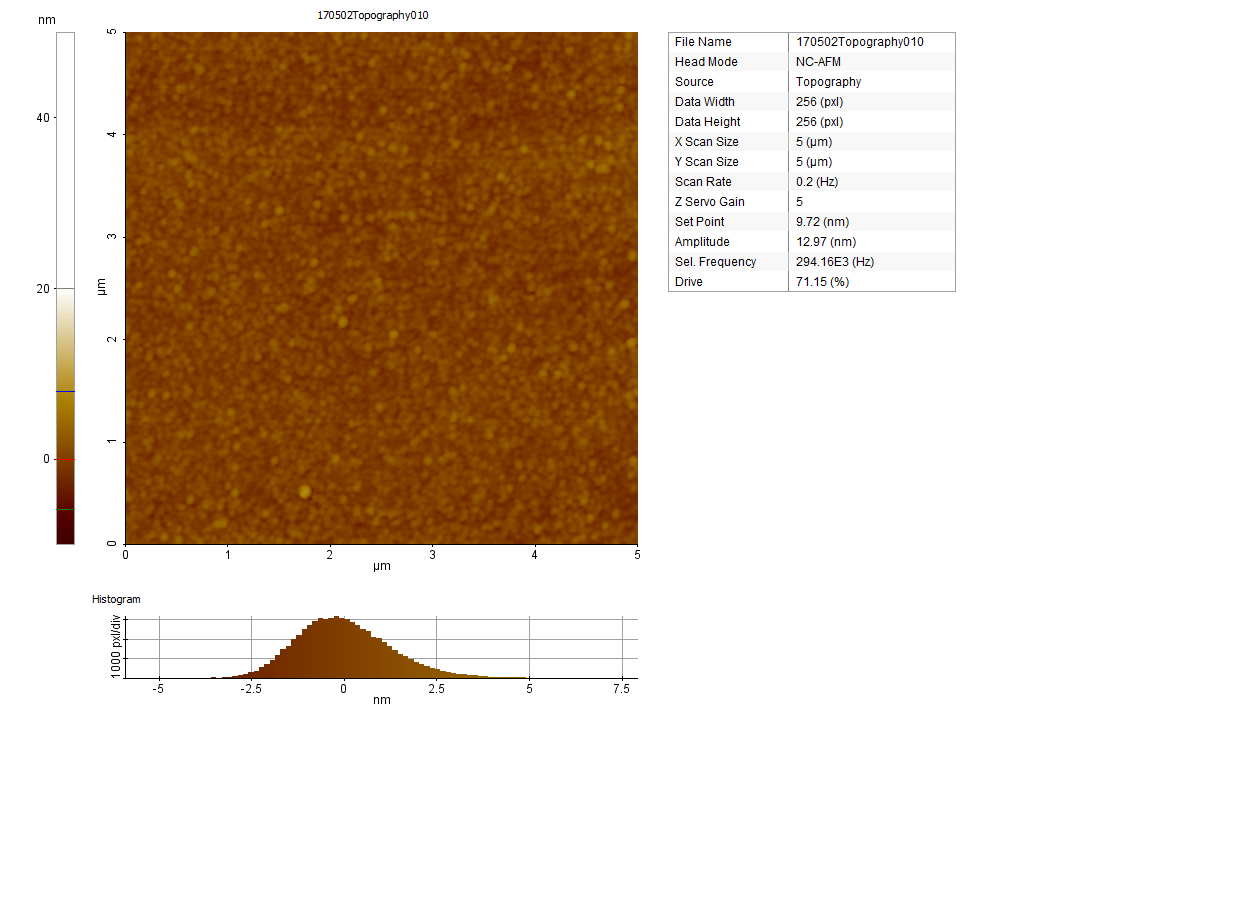 170502Topography010
nm
40
20
0
5
4
3
2
1
0
µm
0 1 2 3 4 5
µm
File Name 170502Topography010
Head Mode NC-AFM
Source Topography
Data Width 256 (pxl)
Data Height 256 (pxl)
X Scan Size 5 (µm)
Y Scan Size 5 (µm)
Scan Rate 0.2 (Hz)
Z Servo Gain 5
Set Point 9.72 (nm)
Amplitude 12.97 (nm)
Sel. Frequency 294.16E3 (Hz)
Drive 71.15 (%)
Histogram
1000 pxl/div
-5 -2.5 0 2.5 5 7.5
nm